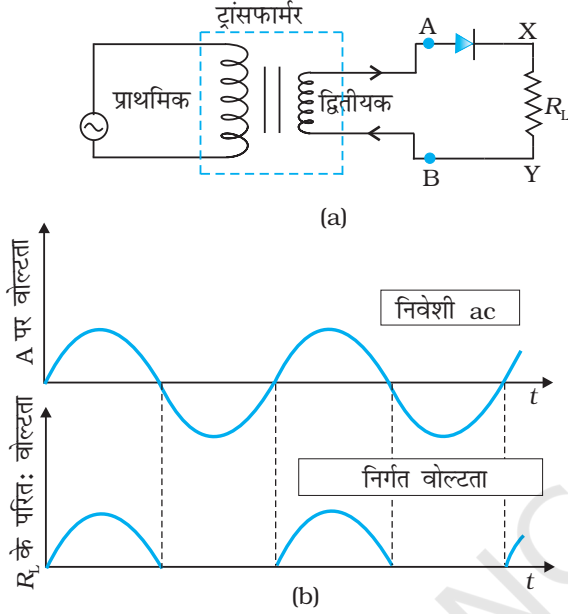 ट्रांसफार्मर
प्राथमिक
द्वितीयक
A
X
R_L
B
Y
(a)
A पर वोल्टता
निवेशी ac
t
R_L के परितः वोल्टता
निर्गत वोल्टता
t
(b)